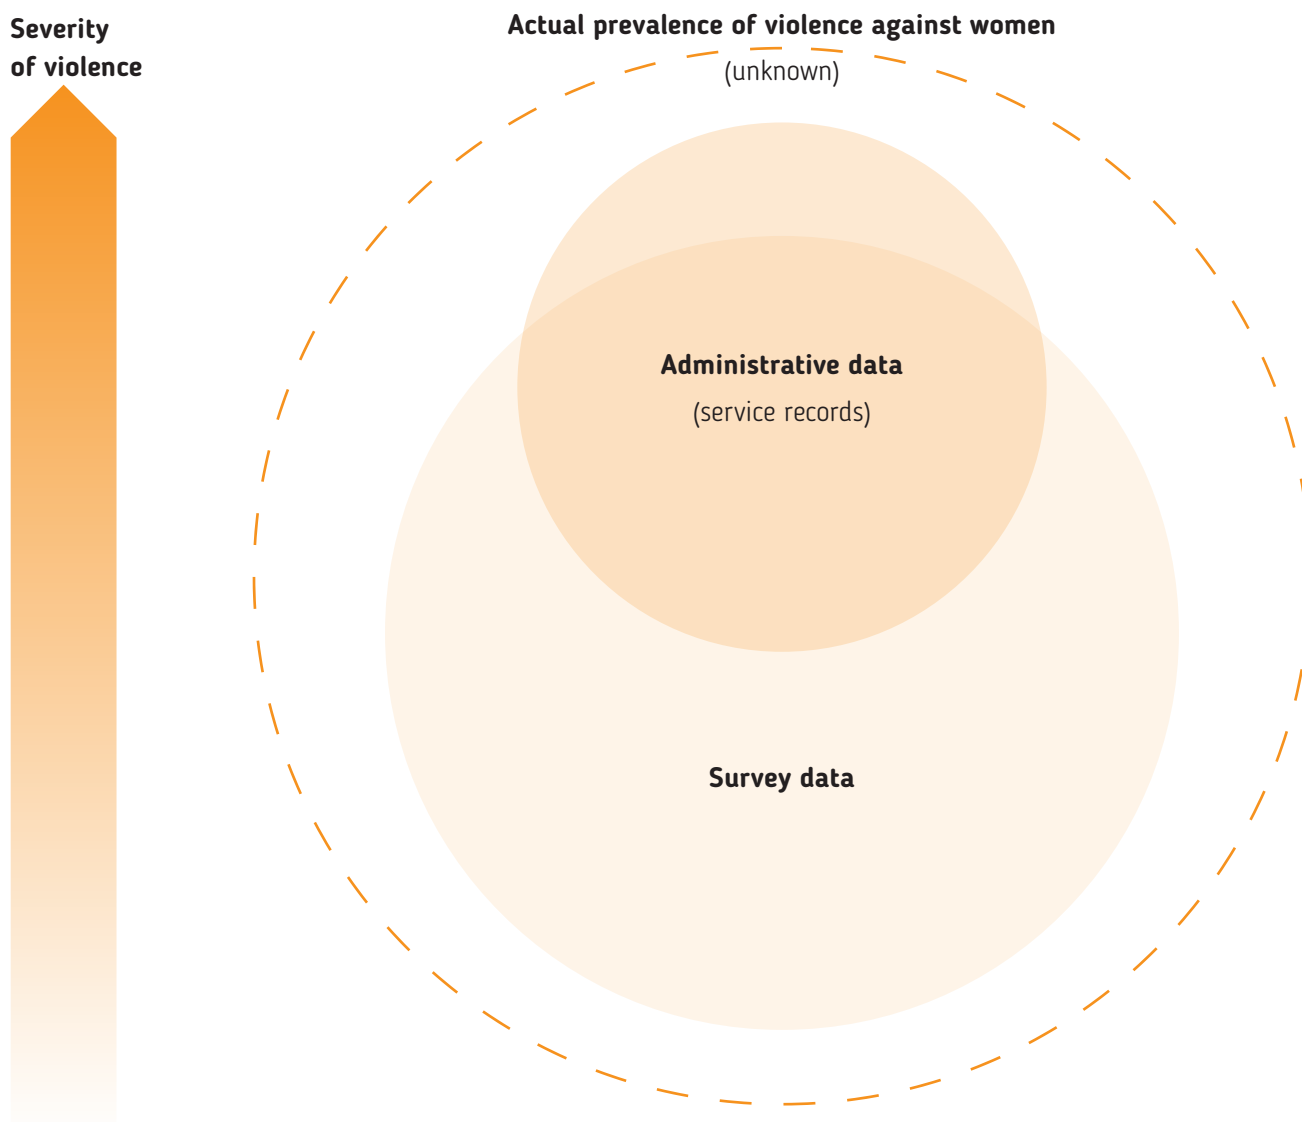 Severity
of violence
Actual prevalence of violence against women
(unknown)
Administrative data
(service records)
Survey data